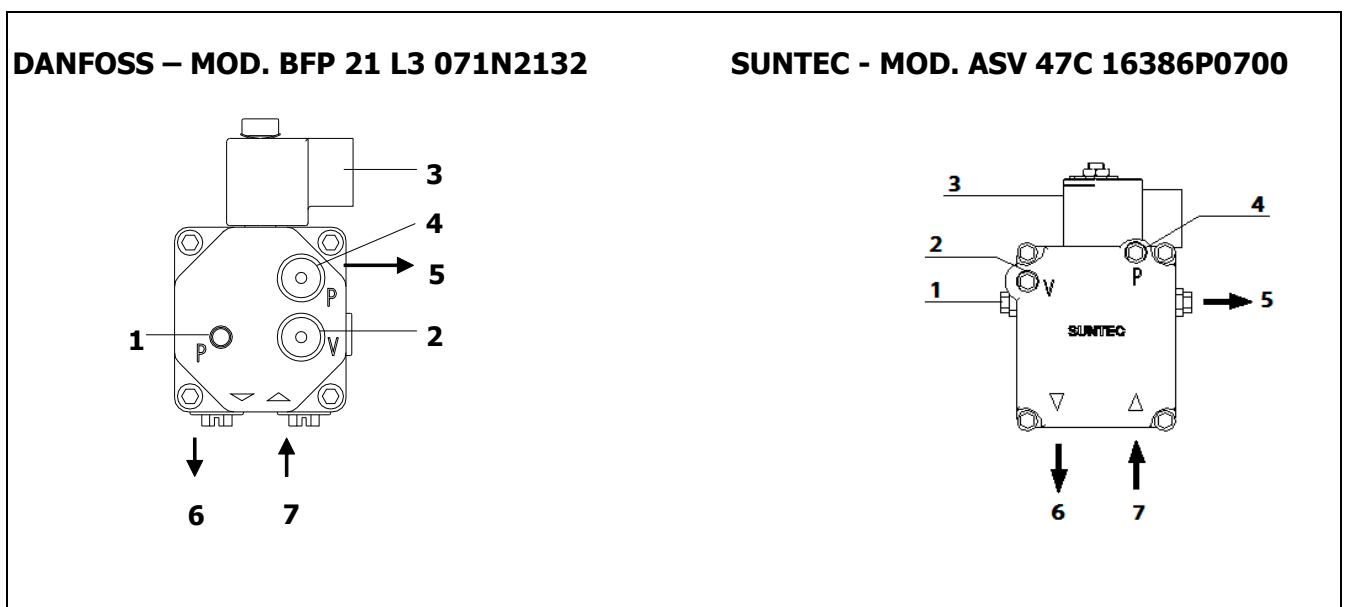 DANFOSS – MOD. BFP 21 L3 071N2132
3
4
5
P
1
P
2
V
6
7
SUNTEC - MOD. ASV 47C 16386P0700
3
4
2
V
P
1
5
SUNTEC
6
7